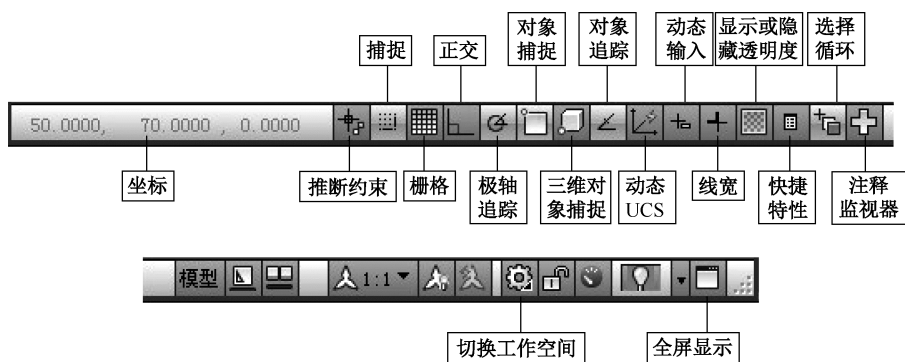 捕捉
正交
对象
捕捉
对象
追踪
动态
输入
显示或隐
藏透明度
选择
循环
50.0000, 70.0000 , 0.0000
坐标
推断约束
栅格
极轴
追踪
三维对
象捕捉
动态
UCS
线宽
快捷
特性
注释
监视器
模型
1:1
切换工作空间
全屏显示